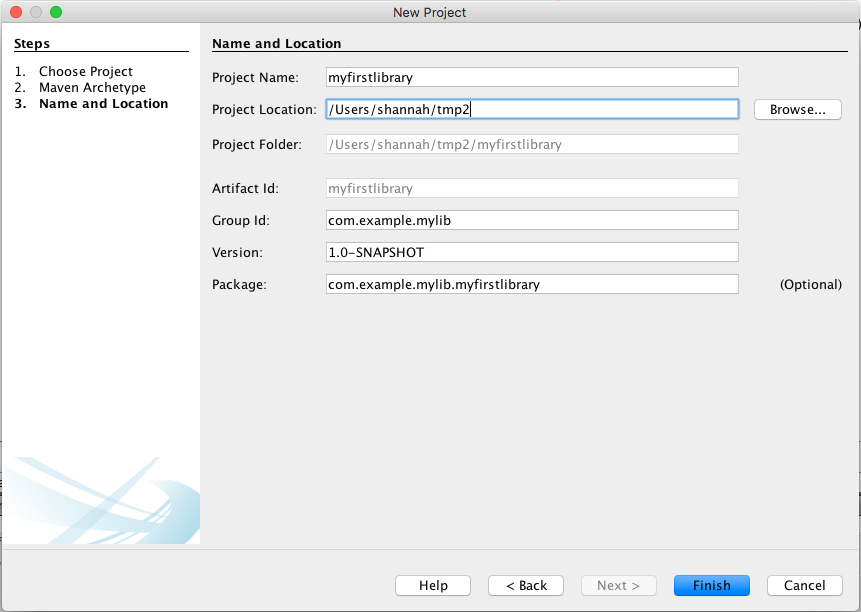 New Project
Steps
1. Choose Project
2. Maven Archetype
3. Name and Location
Name and Location
Project Name: myfirstlibrary
Project Location: /Users/shannah/tmp2 Browse...
Project Folder: /Users/shannah/tmp2/myfirstlibrary
Artifact Id: myfirstlibrary
Group Id: com.example.mylib
Version: 1.0-SNAPSHOT
Package: com.example.mylib.myfirstlibrary (Optional)
Help < Back Next > Finish Cancel